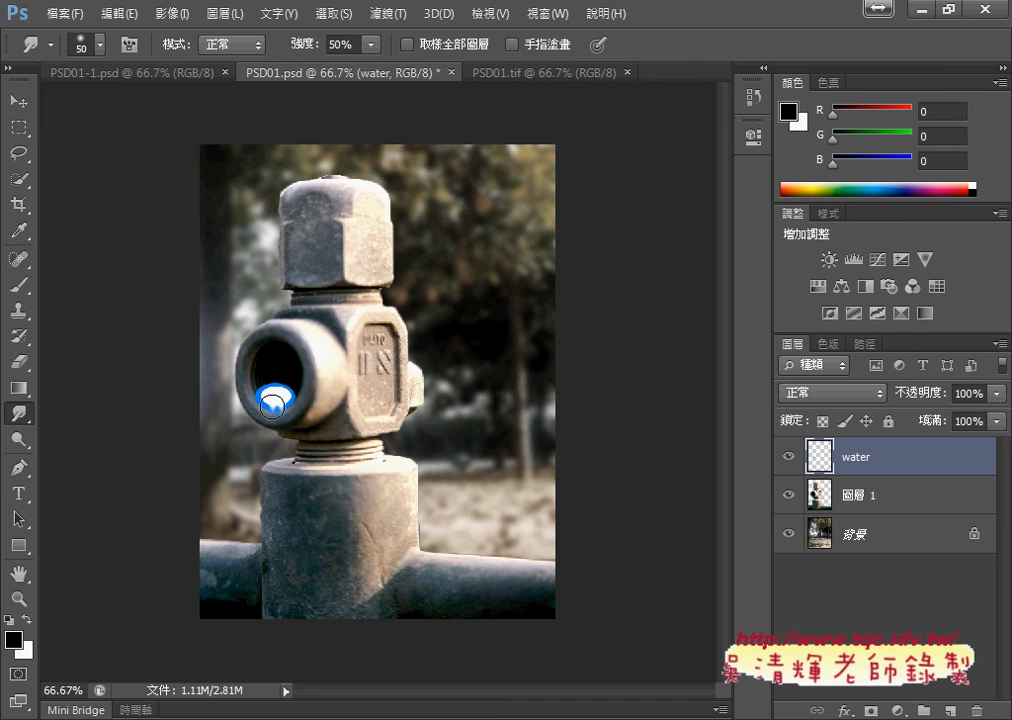 Ps 檔案(F) 編輯(E) 影像(I) 圖層(L) 文字(Y) 選取(S) 濾鏡(T) 3D(D) 檢視(V) 視窗(W) 說明(H)
50 模式: 正常 強度: 50% 取樣全部圖層 手指塗畫
PSD01-1.psd @ 66.7% (RGB/8) × PSD01.psd @ 66.7% (water, RGB/8) * × PSD01.tif @ 66.7% (RGB/8) ×
顏色 色票
R 0
G 0
B 0
調整 樣式
增加調整
圖層 色版 路徑
種類
正常 不透明度: 100%
鎖定: 填滿: 100%
water
圖層 1
背景
http://www.tqc.idv.tw/
吳清輝老師錄製
66.67% 文件: 1.11M/2.81M
Mini Bridge 時間軸